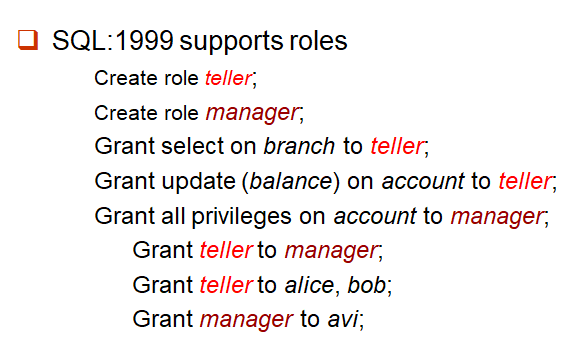 SQL:1999 supports roles
Create role teller;
Create role manager;
Grant select on branch to teller;
Grant update (balance) on account to teller;
Grant all privileges on account to manager;
Grant teller to manager;
Grant teller to alice, bob;
Grant manager to avi;